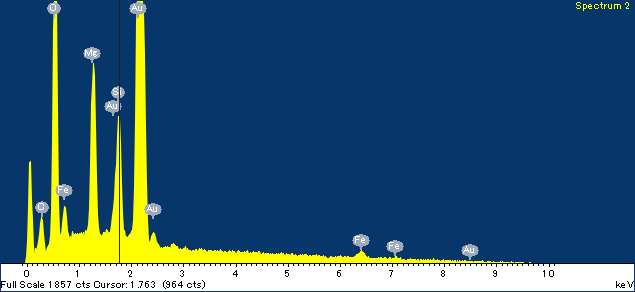 Spectrum 2
O
Au
Mg
Si
Au
Fe
C
Au
Fe
Fe
Au
0 1 2 3 4 5 6 7 8 9 10
Full Scale 1857 cts Cursor: 1.763 (964 cts) keV